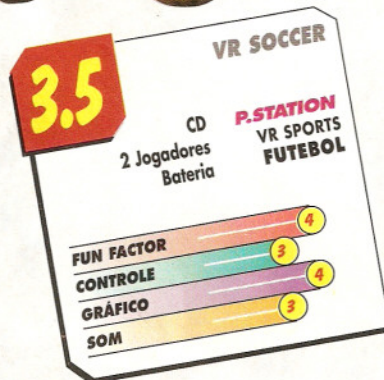 VR SOCCER
3.5
CD
2 Jogadores
Bateria
P.STATION
VR SPORTS
FUTEBOL
FUN FACTOR 4
CONTROLE 3
GRÁFICO 4
SOM 3